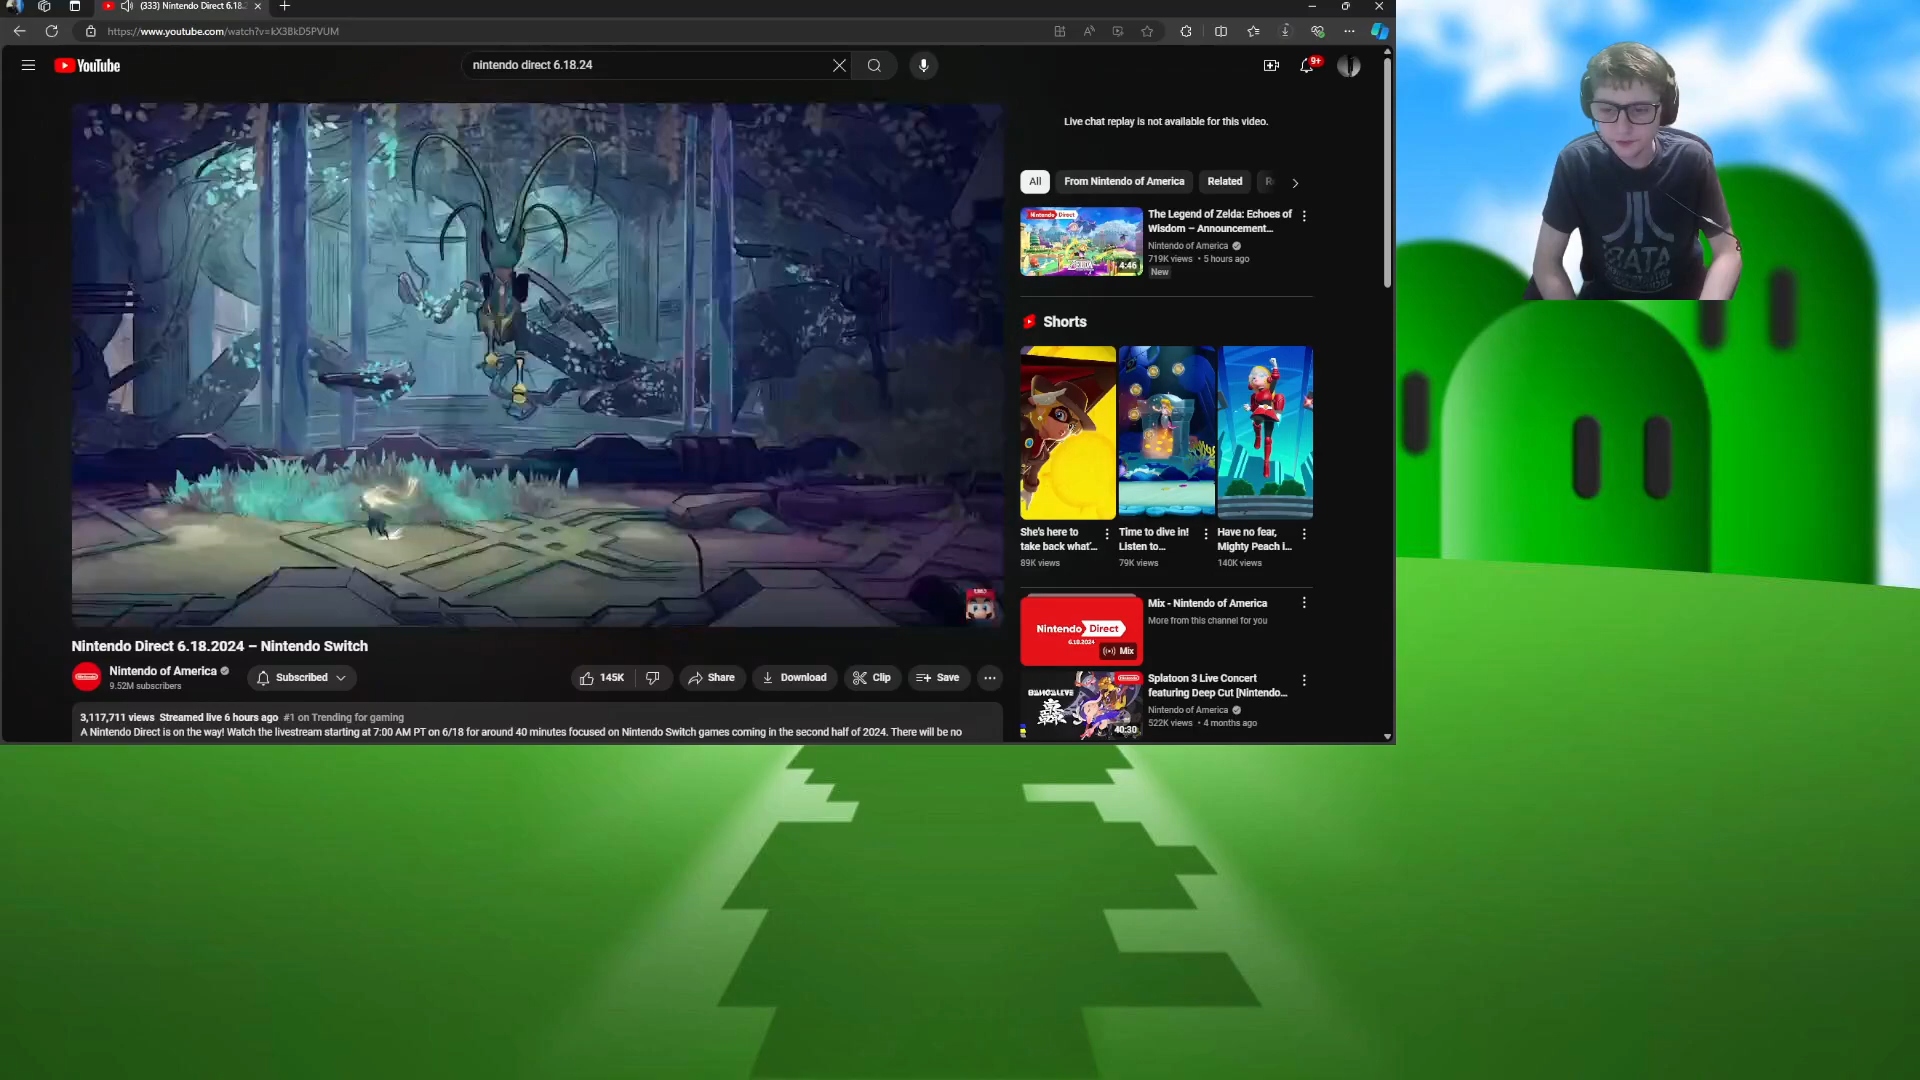 (333) Nintendo Direct 6.18.2
https://www.youtube.com/watch?v=kX3BkD5PVUM
YouTube
nintendo direct 6.18.24
9+
Live chat replay is not available for this video.
All
From Nintendo of America
Related
Nintendo Direct
The Legend of Zelda: Echoes of
Wisdom – Announcement...
Nintendo of America
719K views • 5 hours ago
New
ZELDA
4:46
Shorts
She's here to
take back what'...
89K views
Time to dive in!
Listen to...
79K views
Have no fear,
Mighty Peach i...
140K views
Nintendo Direct
6.18.2024
Mix
Mix - Nintendo of America
More from this channel for you
Splatoon 3 Live Concert
featuring Deep Cut [Nintendo...
Nintendo of America
522K views • 4 months ago
40:30
Nintendo Direct 6.18.2024 – Nintendo Switch
Nintendo of America
9.52M subscribers
Subscribed
145K
Share
Download
Clip
Save
3,117,711 views Streamed live 6 hours ago #1 on Trending for gaming
A Nintendo Direct is on the way! Watch the livestream starting at 7:00 AM PT on 6/18 for around 40 minutes focused on Nintendo Switch games coming in the second half of 2024. There will be no